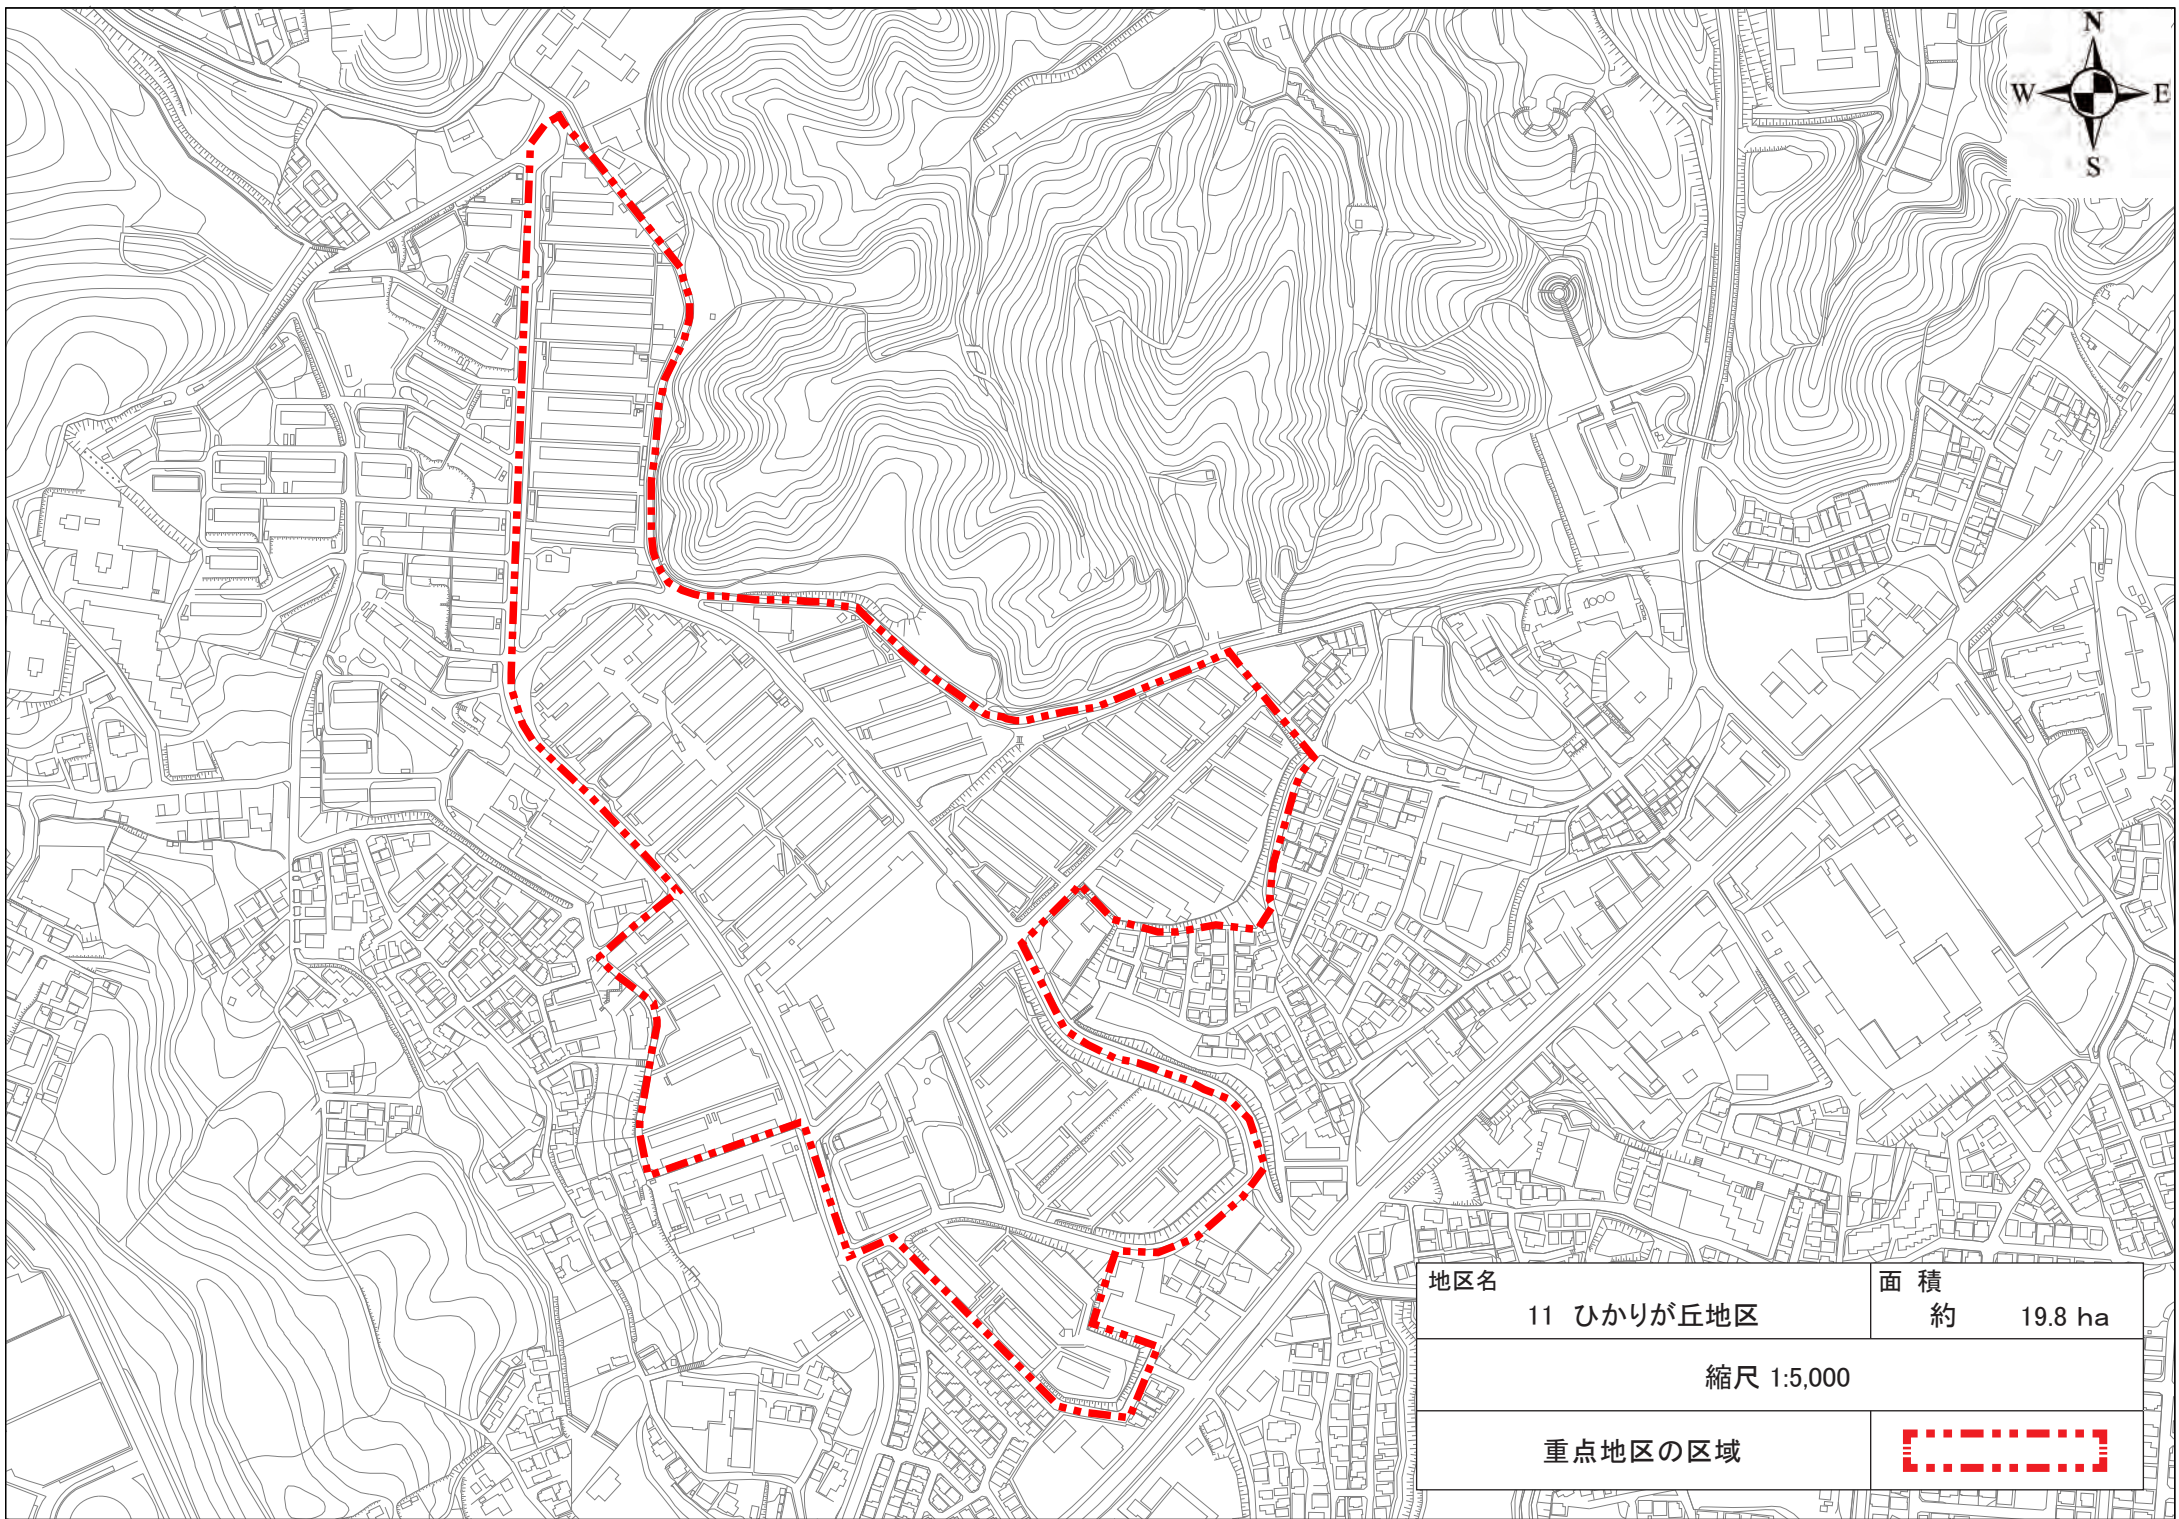 N
W E
S
地区名
11 ひかりが丘地区
面 積
約 19.8 ha
縮尺 1:5,000
重点地区の区域